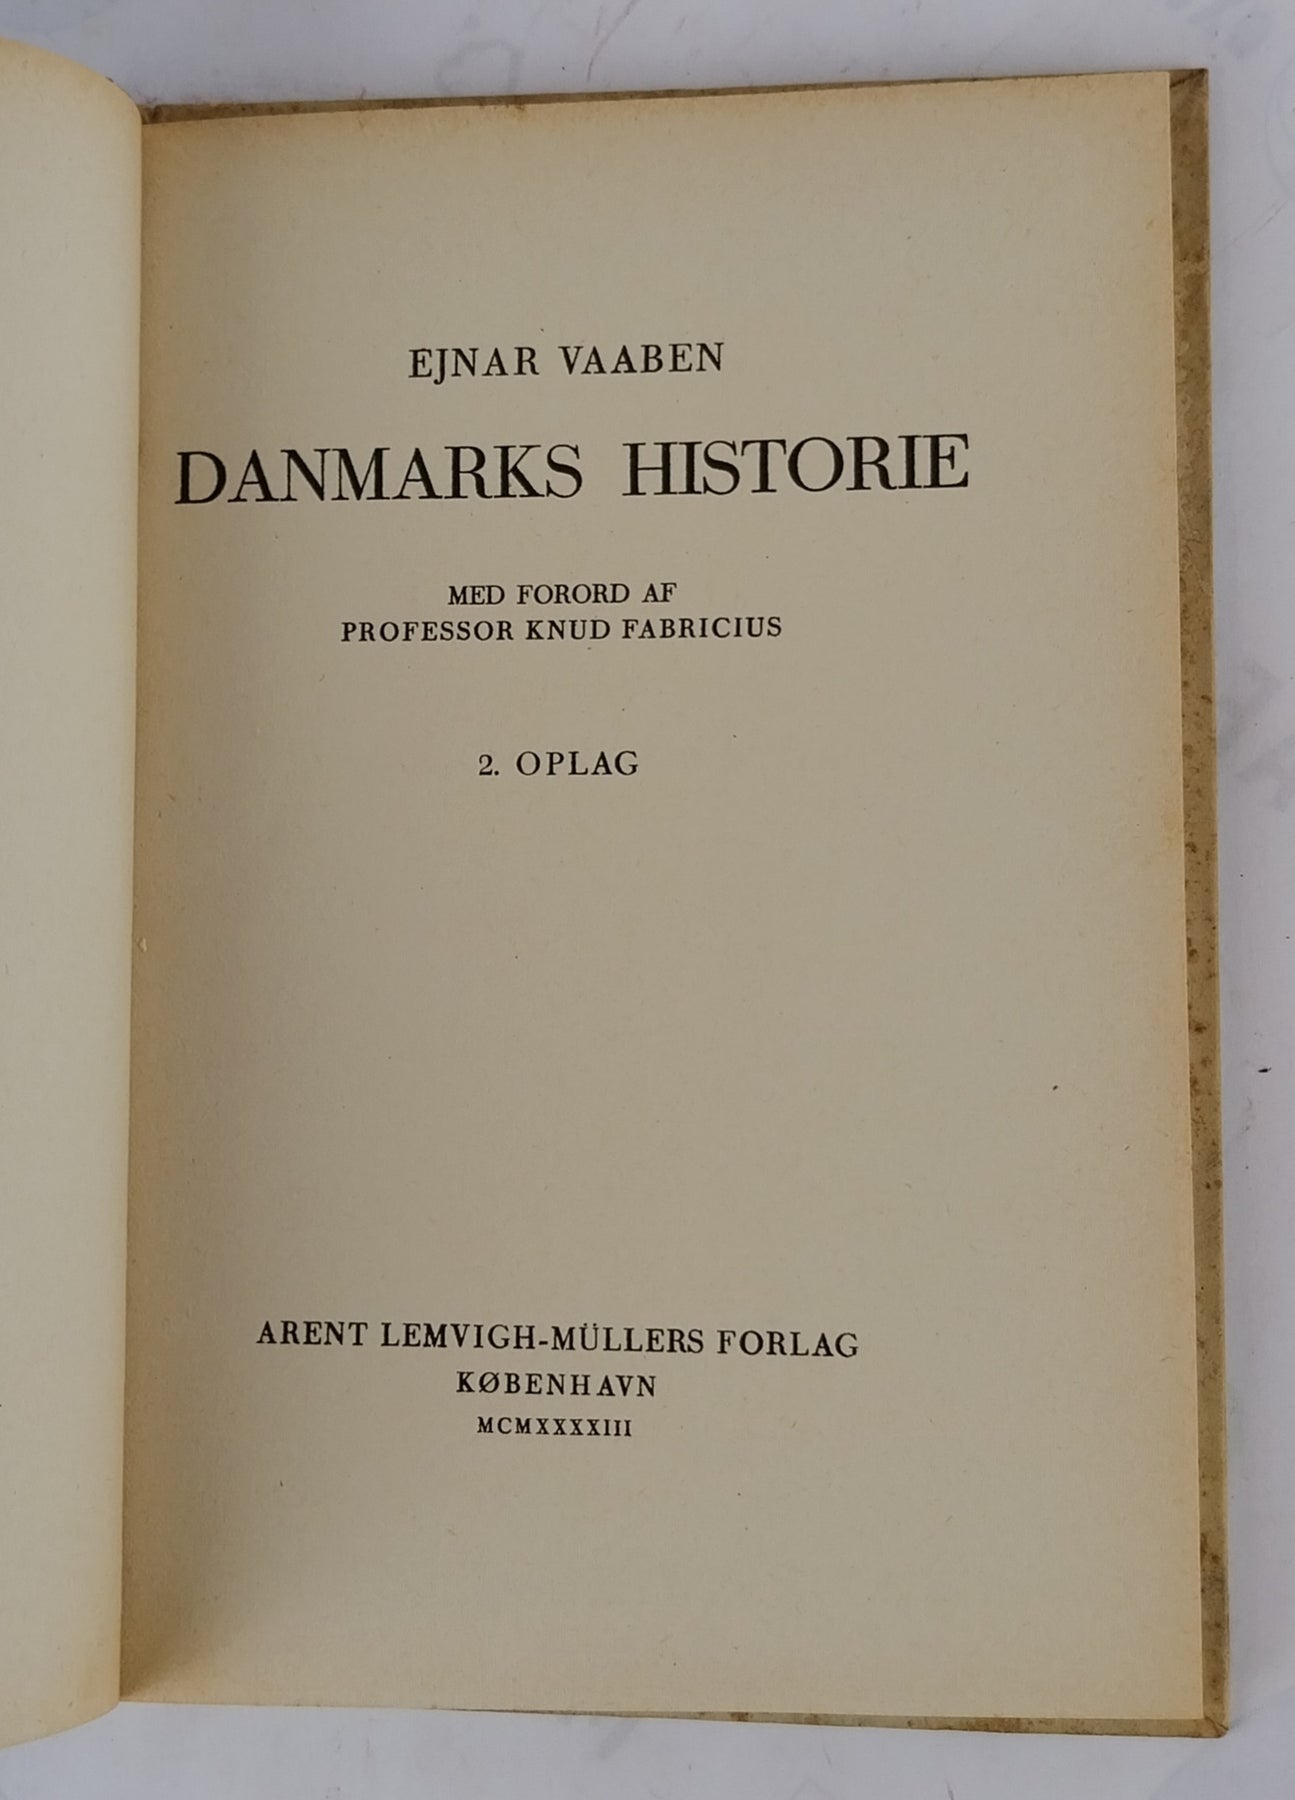 EJNAR VAABEN
DANMARKS HISTORIE
MED FORORD AF
PROFESSOR KNUD FABRICIUS
2. OPLAG
ARENT LEMVIGH-MÜLLERS FORLAG
KØBENHAVN
MCMXXXXIII